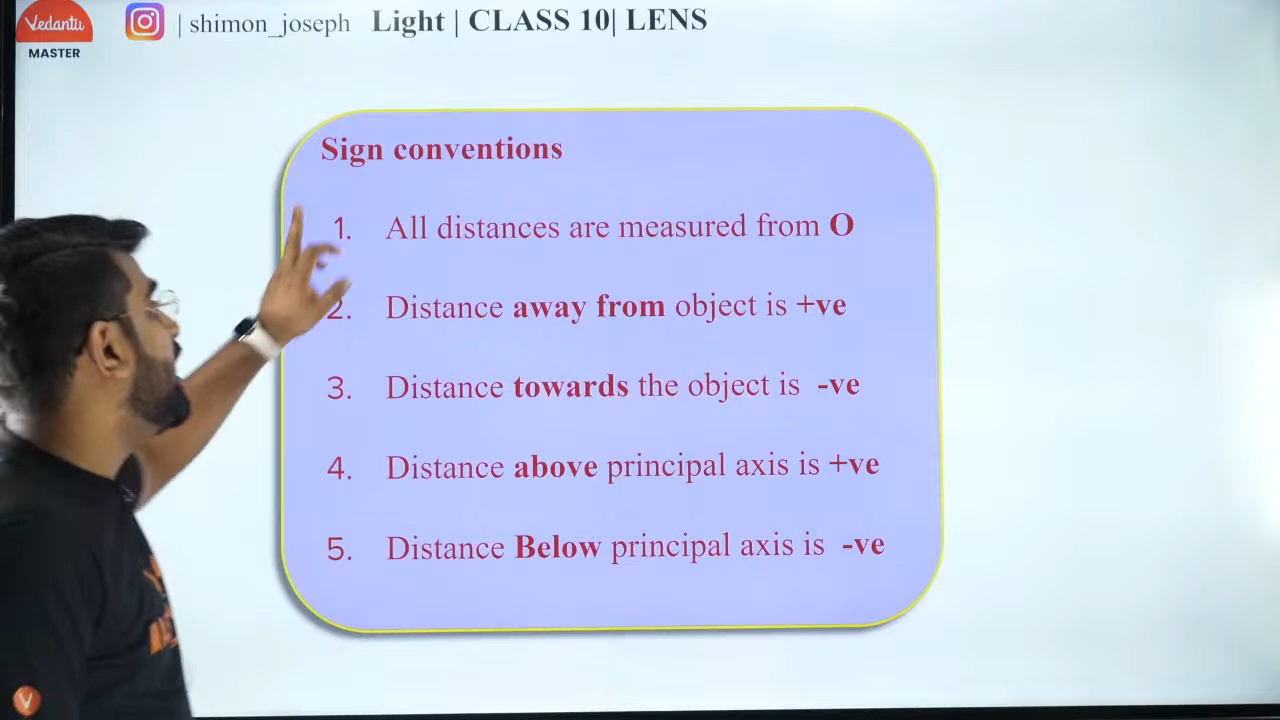 Vedantu
MASTER
| shimon_joseph Light | CLASS 10| LENS
Sign conventions
1. All distances are measured from O
2. Distance away from object is +ve
3. Distance towards the object is -ve
4. Distance above principal axis is +ve
5. Distance Below principal axis is -ve
V